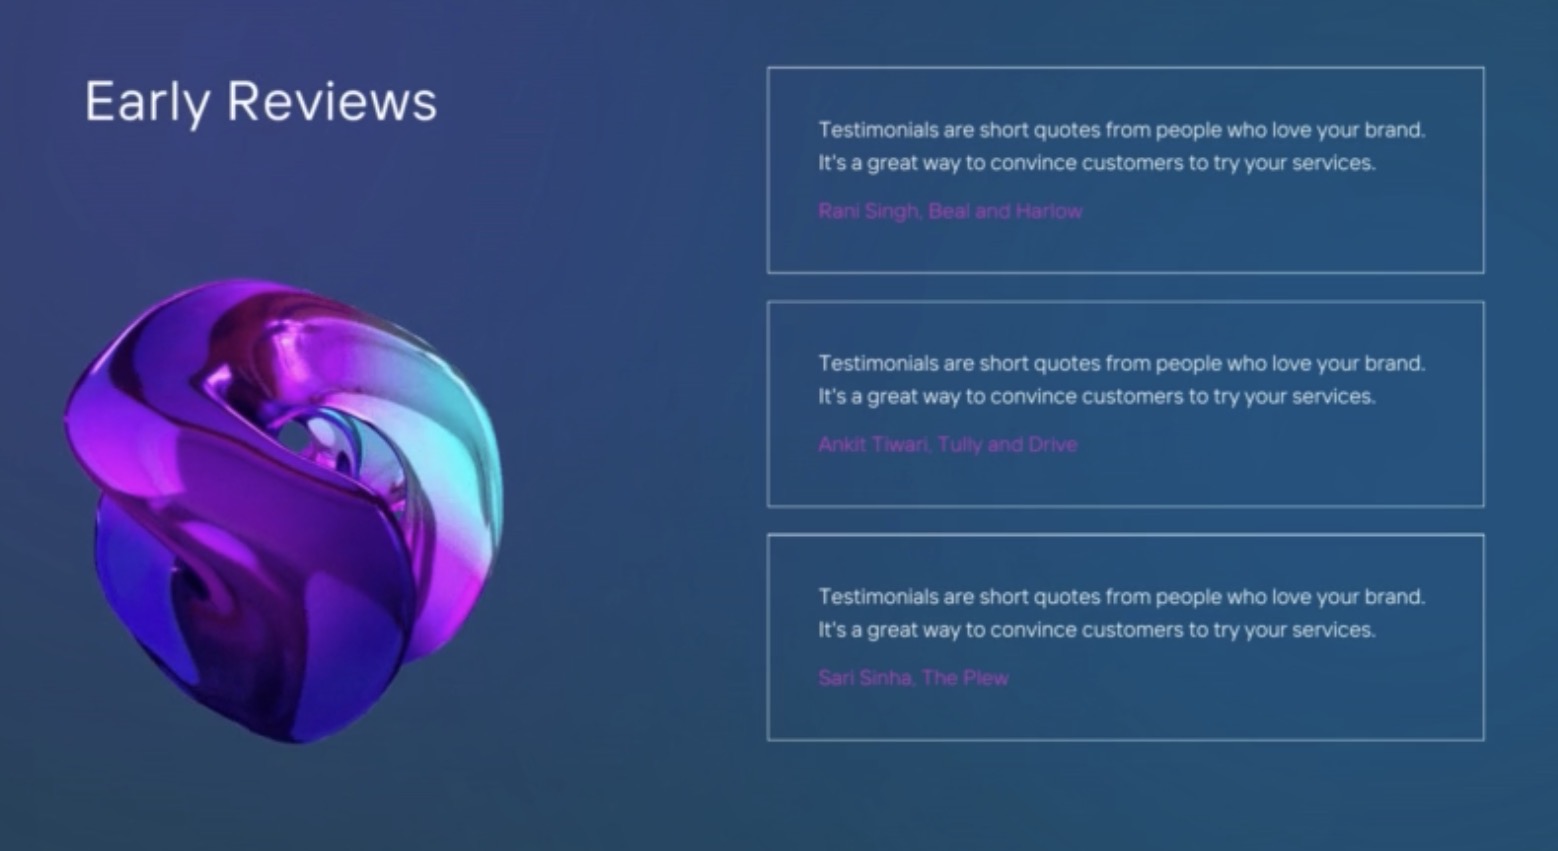 Early Reviews
Testimonials are short quotes from people who love your brand.
It's a great way to convince customers to try your services.
Rani Singh, Beal and Harlow
Testimonials are short quotes from people who love your brand.
It's a great way to convince customers to try your services.
Ankit Tiwari, Tully and Drive
Testimonials are short quotes from people who love your brand.
It's a great way to convince customers to try your services.
Sari Sinha, The Plew